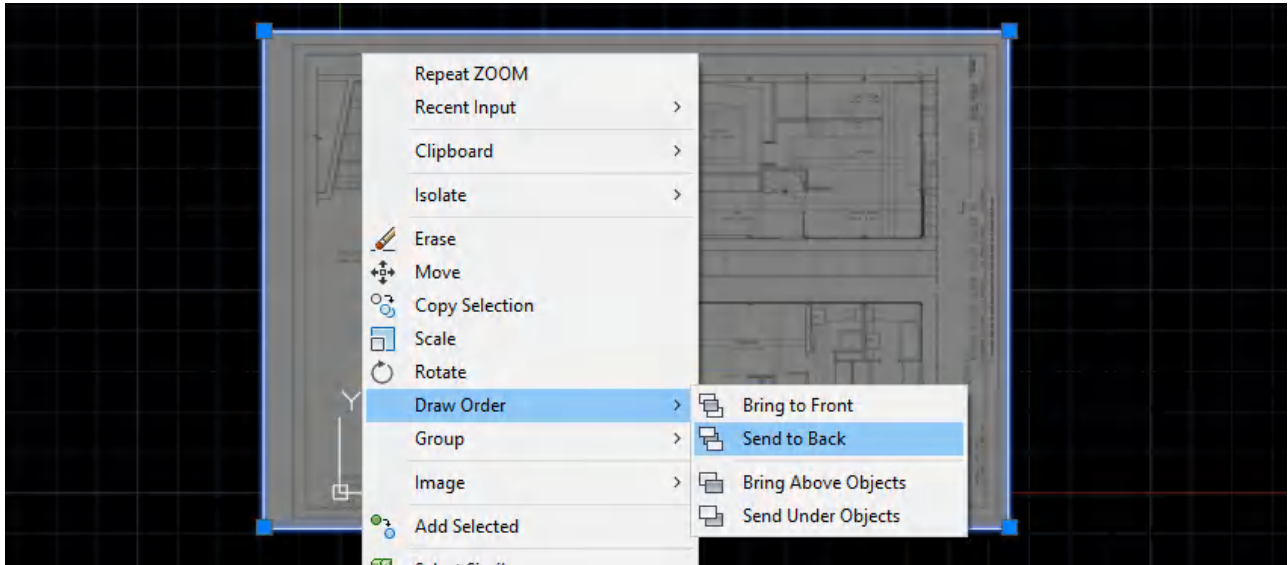 Repeat ZOOM
Recent Input
Clipboard
Isolate
Erase
Move
Copy Selection
Scale
Rotate
Y
Draw Order
Bring to Front
Group
Send to Back
Image
Bring Above Objects
Send Under Objects
Add Selected